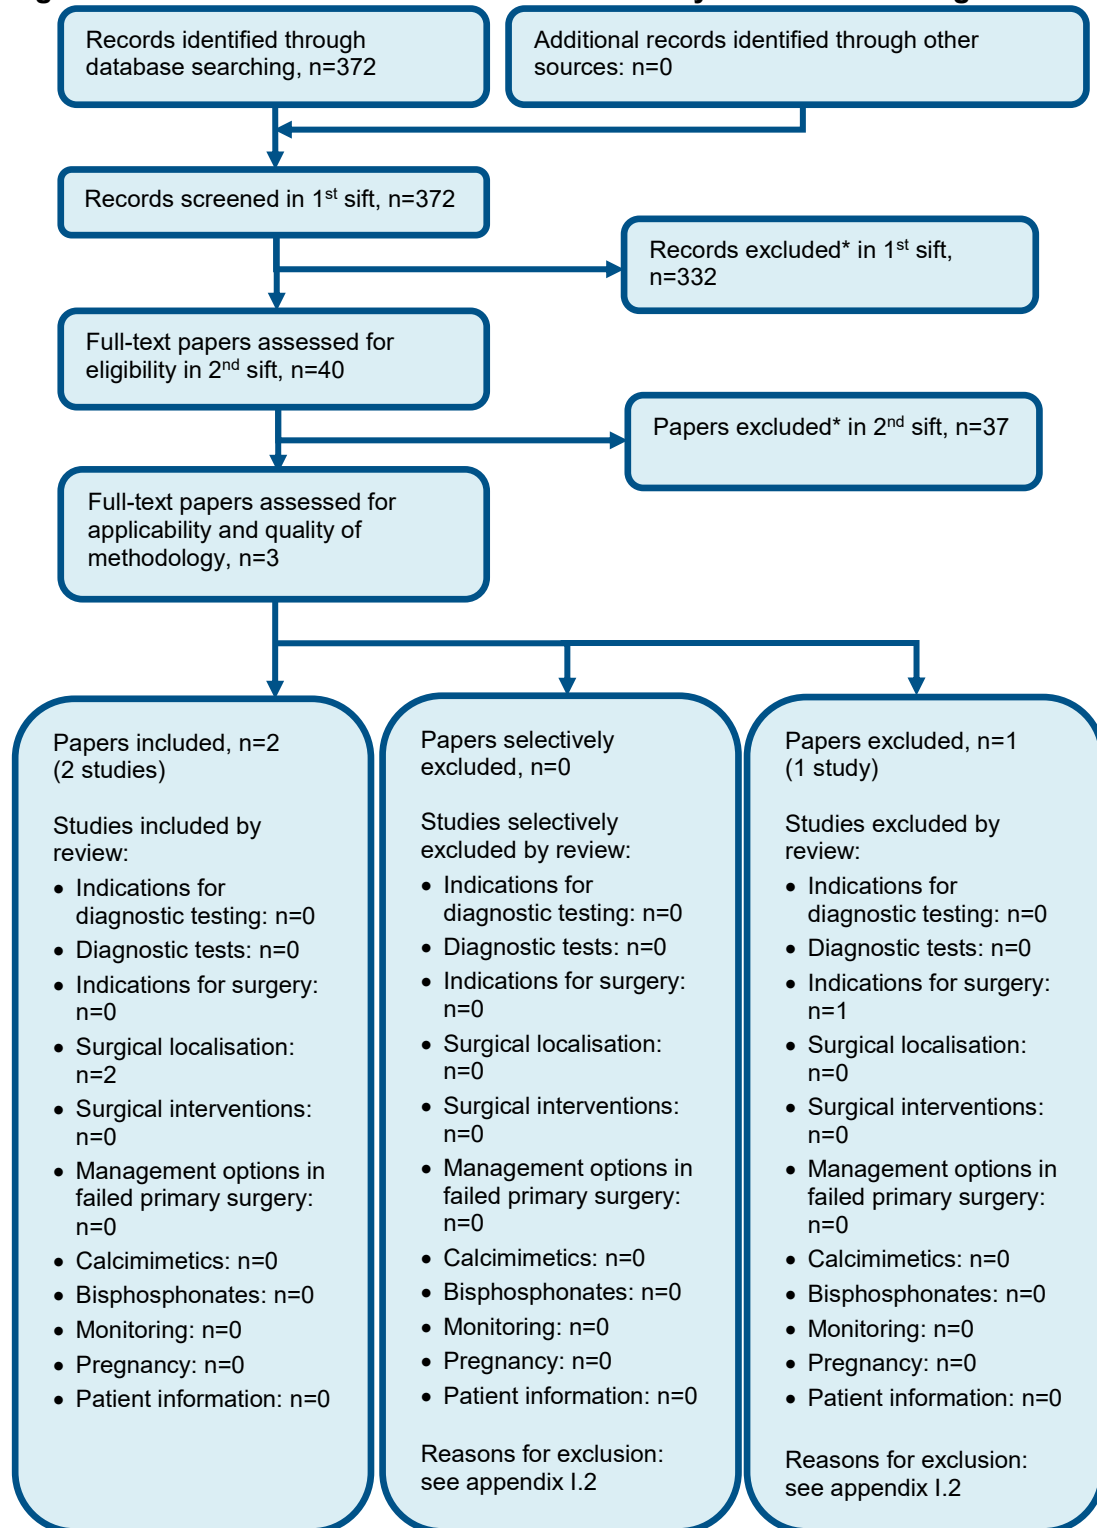 Records identified through
database searching, n=372
Additional records identified through other
sources: n=0
Records screened in 1st sift, n=372
Records excluded* in 1st sift,
n=332
Full-text papers assessed for
eligibility in 2nd sift, n=40
Papers excluded* in 2nd sift, n=37
Full-text papers assessed for
applicability and quality of
methodology, n=3
Papers included, n=2
(2 studies)
Studies included by
review:
• Indications for
diagnostic testing: n=0
• Diagnostic tests: n=0
• Indications for surgery:
n=0
• Surgical localisation:
n=2
• Surgical interventions:
n=0
• Management options in
failed primary surgery:
n=0
• Calcimimetics: n=0
• Bisphosphonates: n=0
• Monitoring: n=0
• Pregnancy: n=0
• Patient information: n=0
Papers selectively
excluded, n=0
Studies selectively
excluded by review:
• Indications for
diagnostic testing: n=0
• Diagnostic tests: n=0
• Indications for surgery:
n=0
• Surgical localisation:
n=0
• Surgical interventions:
n=0
• Management options in
failed primary surgery:
n=0
• Calcimimetics: n=0
• Bisphosphonates: n=0
• Monitoring: n=0
• Pregnancy: n=0
• Patient information: n=0
Reasons for exclusion:
see appendix I.2
Papers excluded, n=1
(1 study)
Studies excluded by
review:
• Indications for
diagnostic testing: n=0
• Diagnostic tests: n=0
• Indications for surgery:
n=1
• Surgical localisation:
n=0
• Surgical interventions:
n=0
• Management options in
failed primary surgery:
n=0
• Calcimimetics: n=0
• Bisphosphonates: n=0
• Monitoring: n=0
• Pregnancy: n=0
• Patient information: n=0
Reasons for exclusion:
see appendix I.2